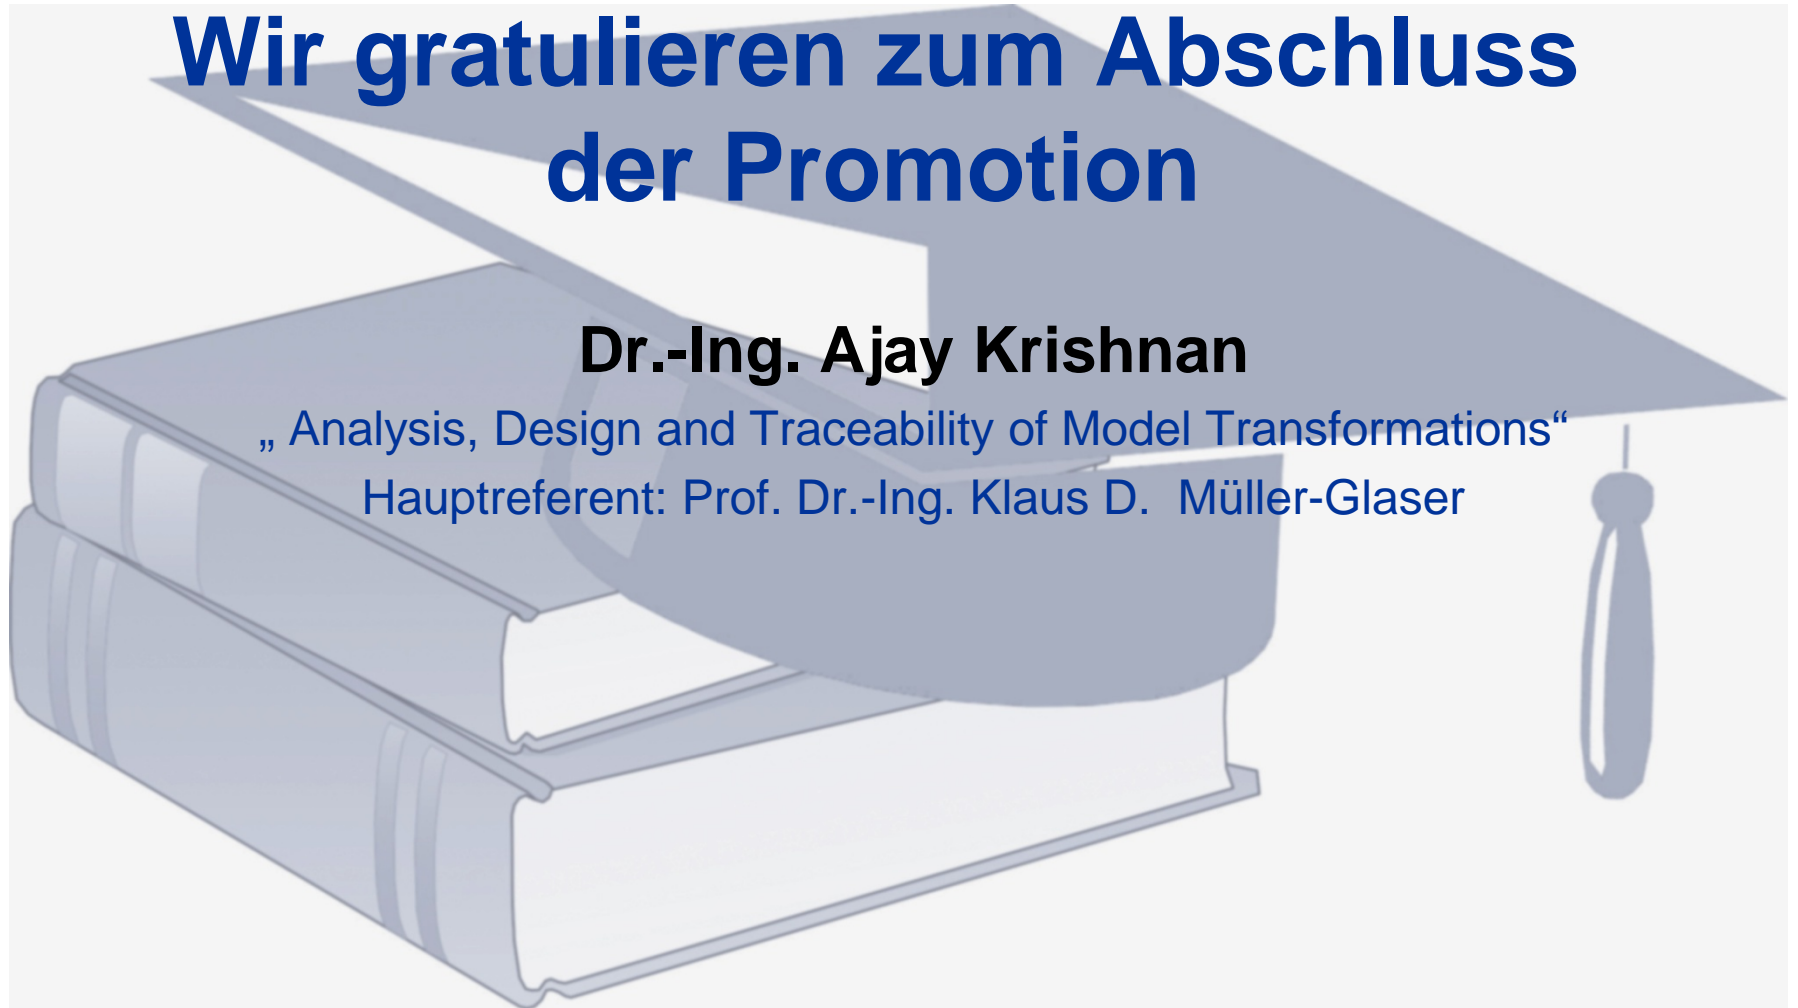 Wir gratulieren zum Abschluss
der Promotion
Dr.-Ing. Ajay Krishnan
„ Analysis, Design and Traceability of Model Transformations“
Hauptreferent: Prof. Dr.-Ing. Klaus D.  Müller-Glaser